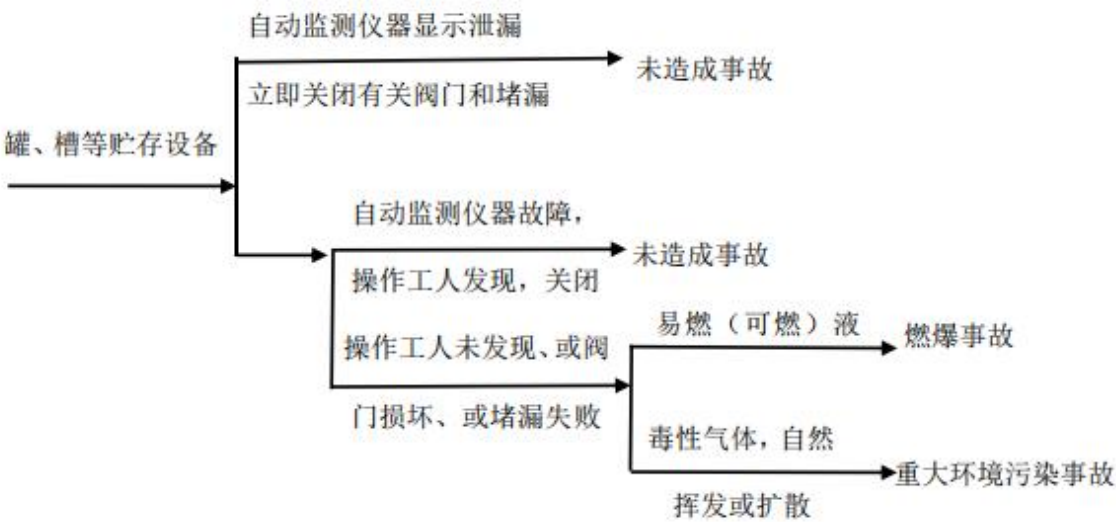 自动监测仪器显示泄漏
未造成事故
立即关闭有关阀门和堵漏
罐、槽等贮存设备
自动监测仪器故障，
未造成事故
操作工人发现，关闭
易燃（可燃）液
燃爆事故
操作工人未发现、或阀
门损坏、或堵漏失败
毒性气体，自然
重大环境污染事故
挥发或扩散